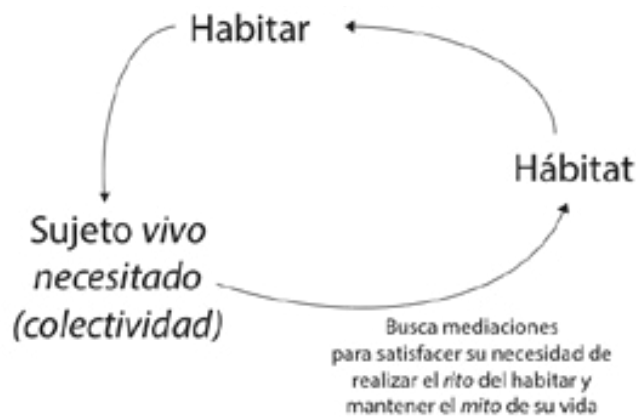 Habitar
Hábitat
Sujeto vivo
necesitado
(colectividad)
Busca mediaciones
para satisfacer su necesidad de
realizar el rito del habitar y
mantener el mito de su vida